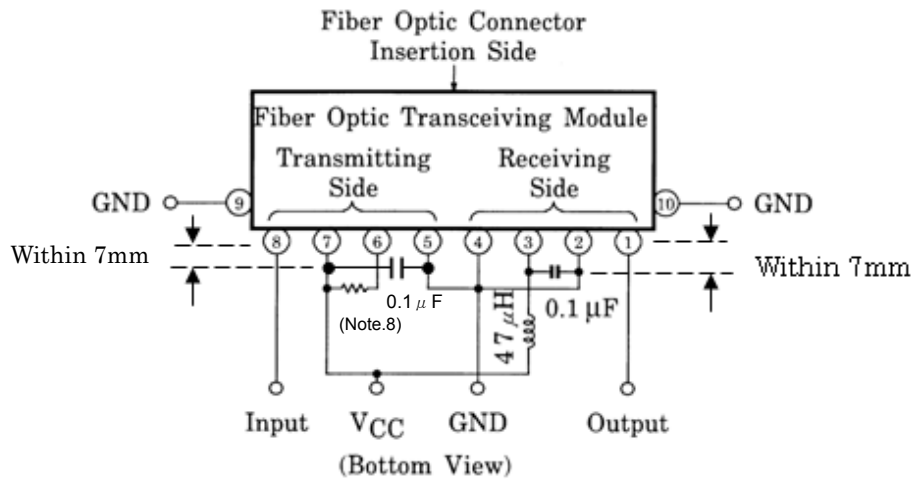 Fiber Optic Connector
Insertion Side
Fiber Optic Transceiving Module
Transmitting
Side
Receiving
Side
GND
9
10
GND
8
7
6
5
4
3
2
1
Within 7mm
Within 7mm
0.1 μ F
(Note.8)
47μH
0.1 μF
Input
VCC
GND
Output
(Bottom View)